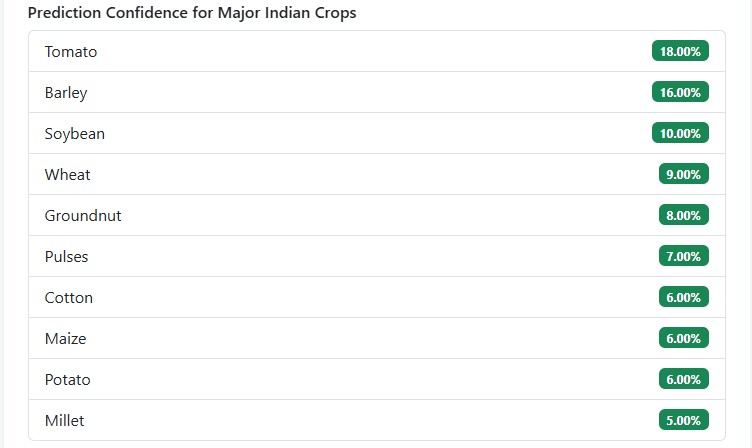 Prediction Confidence for Major Indian Crops
Tomato 18.00%
Barley 16.00%
Soybean 10.00%
Wheat 9.00%
Groundnut 8.00%
Pulses 7.00%
Cotton 6.00%
Maize 6.00%
Potato 6.00%
Millet 5.00%